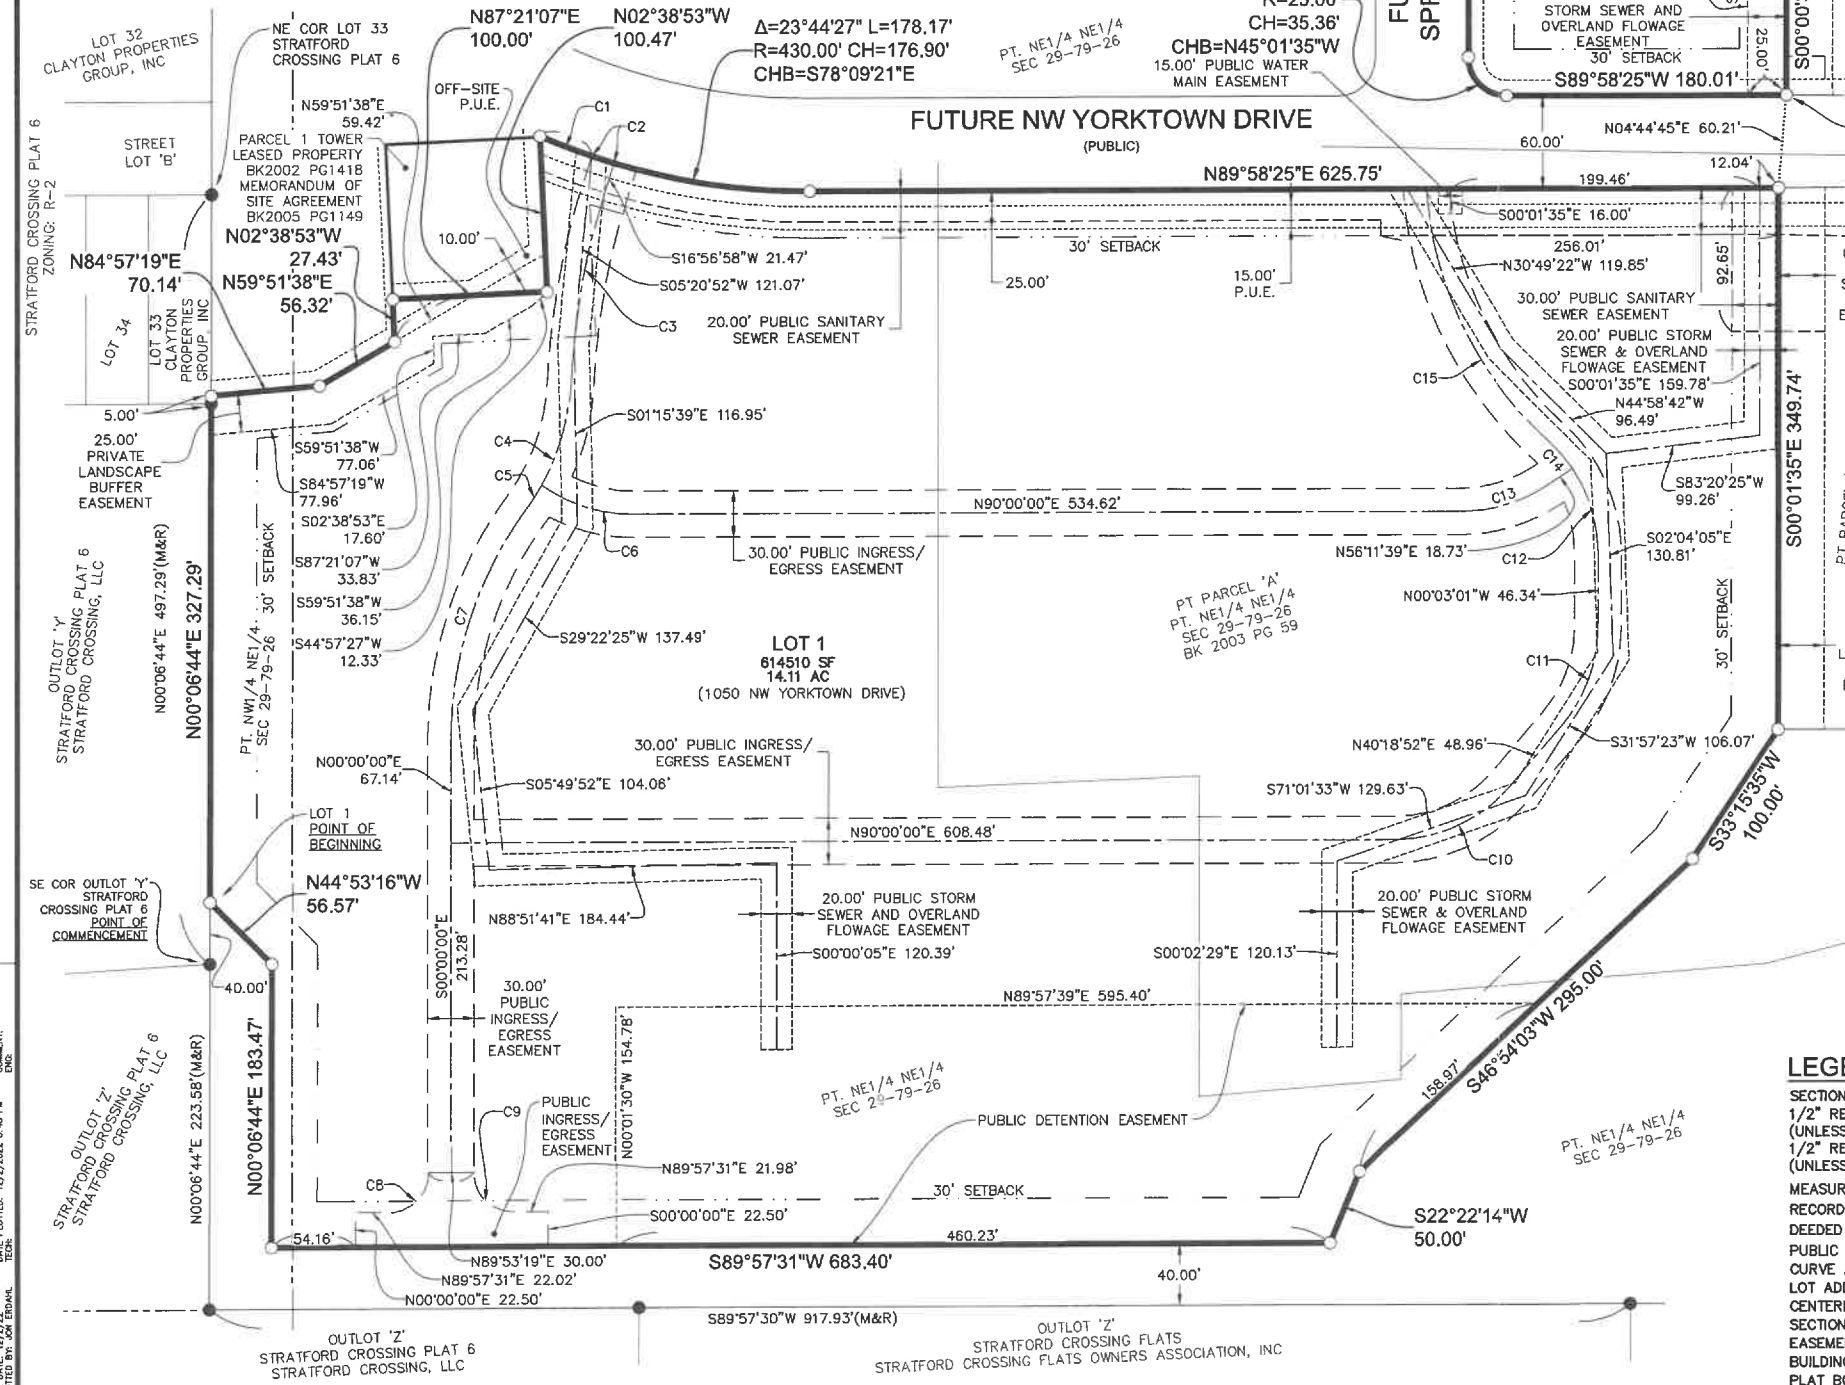 LOT 32
CLAYTON PROPERTIES
GROUP, INC
NE COR LOT 33
STRATFORD
CROSSING PLAT 6
N87°21'07"E
100.00'
N02°38'53"W
100.47'
Δ=23°44'27" L=178.17'
R=430.00' CH=176.90'
CHB=S78°09'21"E
PT. NE1/4 NE1/4
SEC 29-79-26
CH=35.36'
CHB=N45°01'35"W
15.00' PUBLIC WATER
MAIN EASEMENT
STORM SEWER AND
OVERLAND FLOWAGE
EASEMENT
30' SETBACK
25.00'
S89°58'25"W 180.01'
OFF-SITE
P.U.E.
N59°51'38"E
59.42'
C1
C2
FUTURE NW YORKTOWN DRIVE
(PUBLIC)
60.00'
N04°44'45"E 60.21'
12.04'
STRATFORD CROSSING PLAT 6
ZONING: R-2
STREET
LOT 'B'
PARCEL 1 TOWER
LEASED PROPERTY
BK2002 PG1418
MEMORANDUM OF
SITE AGREEMENT
BK2005 PG1149
N89°58'25"E 625.75'
199.46'
S00°01'35"E 16.00'
N02°38'53"W
27.43'
10.00'
30' SETBACK
256.01'
N84°57'19"E
70.14'
N59°51'38"E
56.32'
S16°56'58"W 21.47'
S05°20'52"W 121.07'
25.00'
15.00'
P.U.E.
N30°49'22"W 119.85'
92.65'
LOT 34
LOT 33
CLAYTON
PROPERTIES
GROUP, INC
C3
20.00' PUBLIC SANITARY
SEWER EASEMENT
30.00' PUBLIC SANITARY
SEWER EASEMENT
20.00' PUBLIC STORM
SEWER & OVERLAND
FLOWAGE EASEMENT
S00°01'35"E 159.78'
C15
N44°58'42"W
96.49'
5.00'
25.00'
PRIVATE
LANDSCAPE
BUFFER
EASEMENT
S01°15'39"E 116.95'
C4
C5
S59°51'38"W
77.06'
S84°57'19"W
77.96'
C14
C13
S83°20'25"W
99.26'
S00°01'35"E 349.74'
S02°38'53"E
17.60'
N90°00'00"E 534.62'
C6
30.00' PUBLIC INGRESS/
EGRESS EASEMENT
N56°11'39"E 18.73'
C12
S02°04'05"E
130.81'
S87°21'07"W
33.83'
S59°51'38"W
36.15'
S44°57'27"W
12.33'
OUTLOT 'Y'
STRATFORD CROSSING PLAT 6
STRATFORD CROSSING, LLC
N00°06'44"E 497.29'(M&R)
N00°06'44"E 327.29'
30' SETBACK
PT. NW1/4 NE1/4
SEC 29-79-26
C7
S29°22'25"W 137.49'
LOT 1
614510 SF
14.11 AC
(1050 NW YORKTOWN DRIVE)
PT PARCEL 'A'
PT. NE1/4 NE1/4
SEC 29-79-26
BK 2003 PG 59
N00°03'01"W 46.34'
C11
30' SETBACK
N00°00'00"E
67.14'
30.00' PUBLIC INGRESS/
EGRESS EASEMENT
S05°49'52"E 104.06'
N40°18'52"E 48.96'
S31°57'23"W 106.07'
S71°01'33"W 129.63'
S33°15'35"W
100.00'
LOT 1
POINT OF
BEGINNING
N90°00'00"E 608.48'
C10
SE COR OUTLOT 'Y'
STRATFORD
CROSSING PLAT 6
POINT OF
COMMENCEMENT
N44°53'16"W
56.57'
N88°51'41"E 184.44'
20.00' PUBLIC STORM
SEWER AND OVERLAND
FLOWAGE EASEMENT
20.00' PUBLIC STORM
SEWER & OVERLAND
FLOWAGE EASEMENT
S00°00'05"E 120.39'
S00°02'29"E 120.13'
40.00'
S00°00'00"E
213.28'
30.00'
PUBLIC
INGRESS/
EGRESS
EASEMENT
N89°57'39"E 595.40'
S46°54'03"W 295.00'
158.97'
N00°06'44"E 183.47'
N00°06'44"E 223.58'(M&R)
OUTLOT 'Z'
STRATFORD CROSSING PLAT 6
STRATFORD CROSSING, LLC
N00°01'30"W 154.78'
PT. NE1/4 NE1/4
SEC 29-79-26
C9
PUBLIC
INGRESS/
EGRESS
EASEMENT
PUBLIC DETENTION EASEMENT
PT. NE1/4 NE1/4
SEC 29-79-26
C8
N89°57'31"E 21.98'
30' SETBACK
S00°00'00"E 22.50'
S22°22'14"W
50.00'
54.16'
N89°53'19"E 30.00'
N89°57'31"E 22.02'
N00°00'00"E 22.50'
S89°57'31"W 683.40'
460.23'
40.00'
S89°57'30"W 917.93'(M&R)
OUTLOT 'Z'
STRATFORD CROSSING PLAT 6
STRATFORD CROSSING, LLC
OUTLOT 'Z'
STRATFORD CROSSING FLATS
STRATFORD CROSSING FLATS OWNERS ASSOCIATION, INC
SECTION
1/2" RE
(UNLESS
1/2" RE
(UNLESS
MEASUR
RECORD
DEEDED
PUBLIC
CURVE
LOT
SECTION
BUILDING